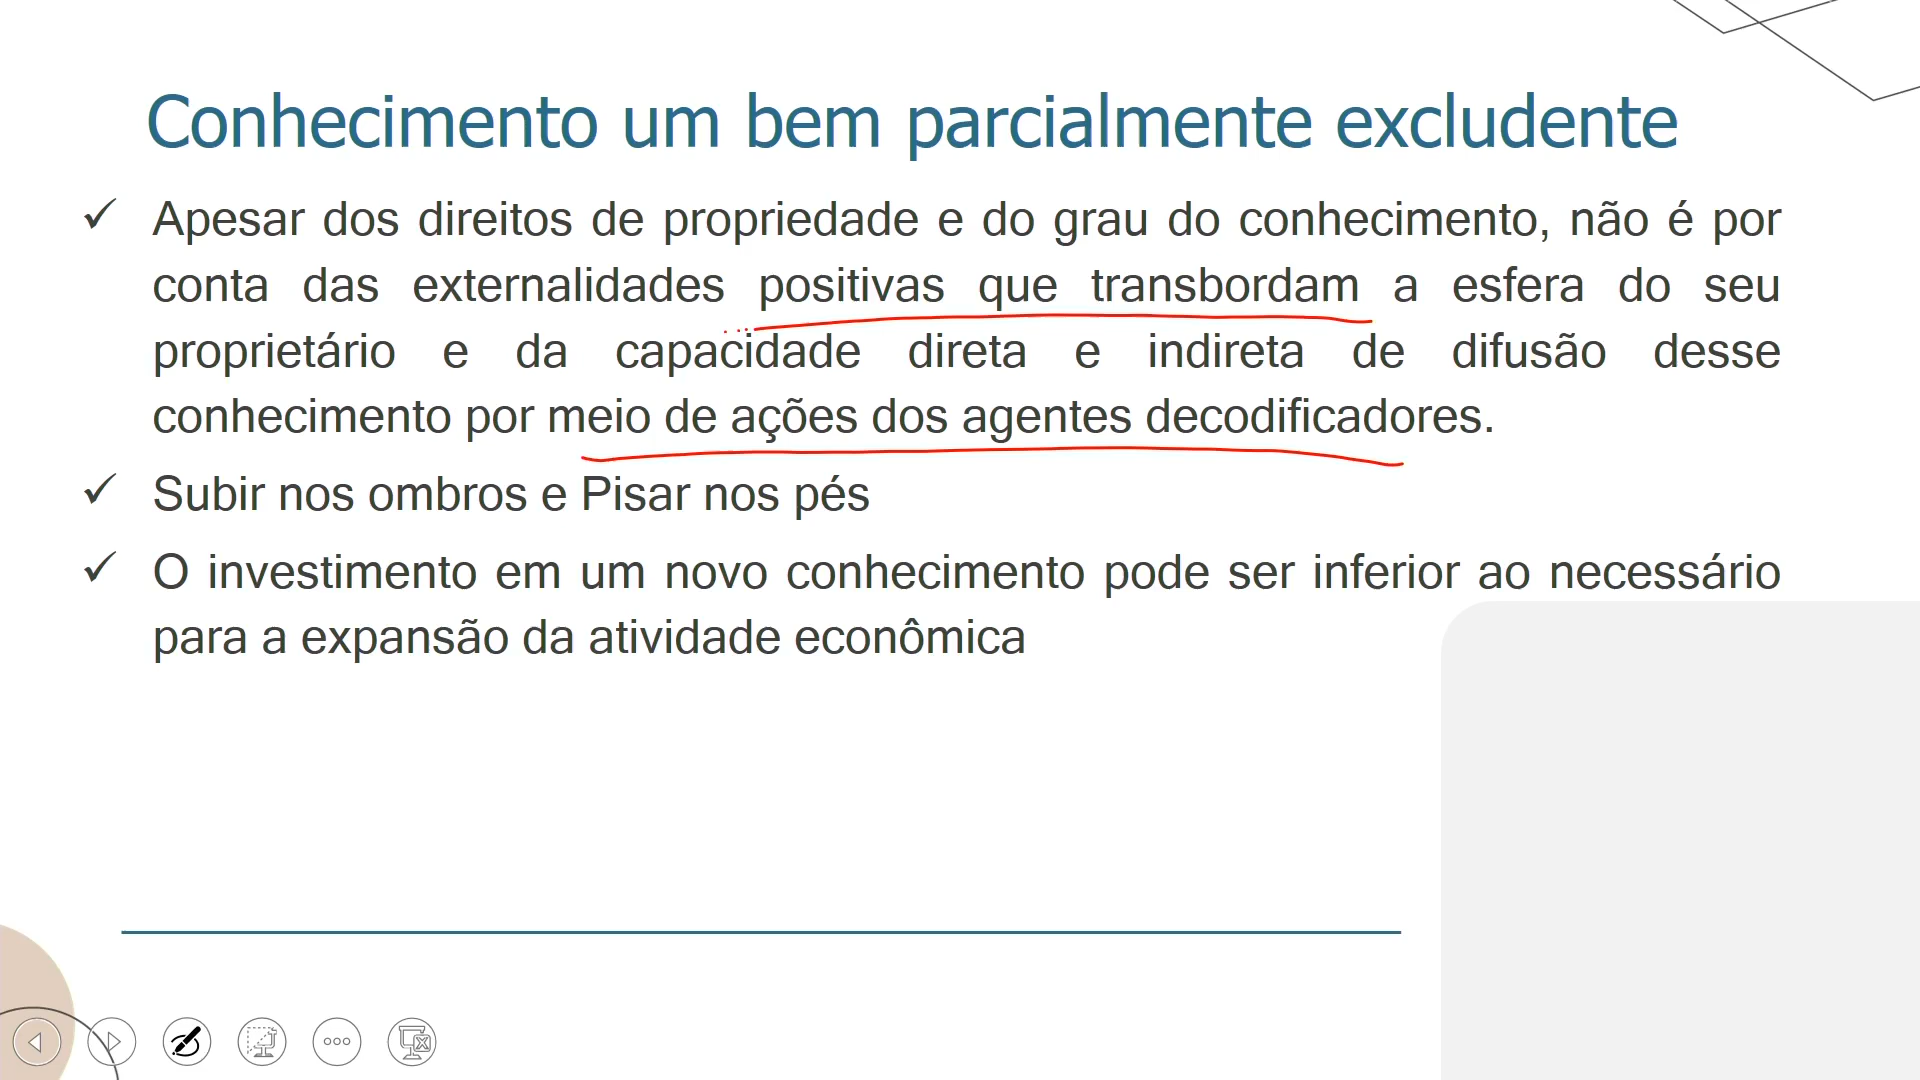 Conhecimento um bem parcialmente excludente
Apesar dos direitos de propriedade e do grau do conhecimento, não é por
conta das externalidades positivas que transbordam a esfera do seu
proprietário e da capacidade direta e indireta de difusão desse
conhecimento por meio de ações dos agentes decodificadores.
Subir nos ombros e Pisar nos pés
O investimento em um novo conhecimento pode ser inferior ao necessário
para a expansão da atividade econômica